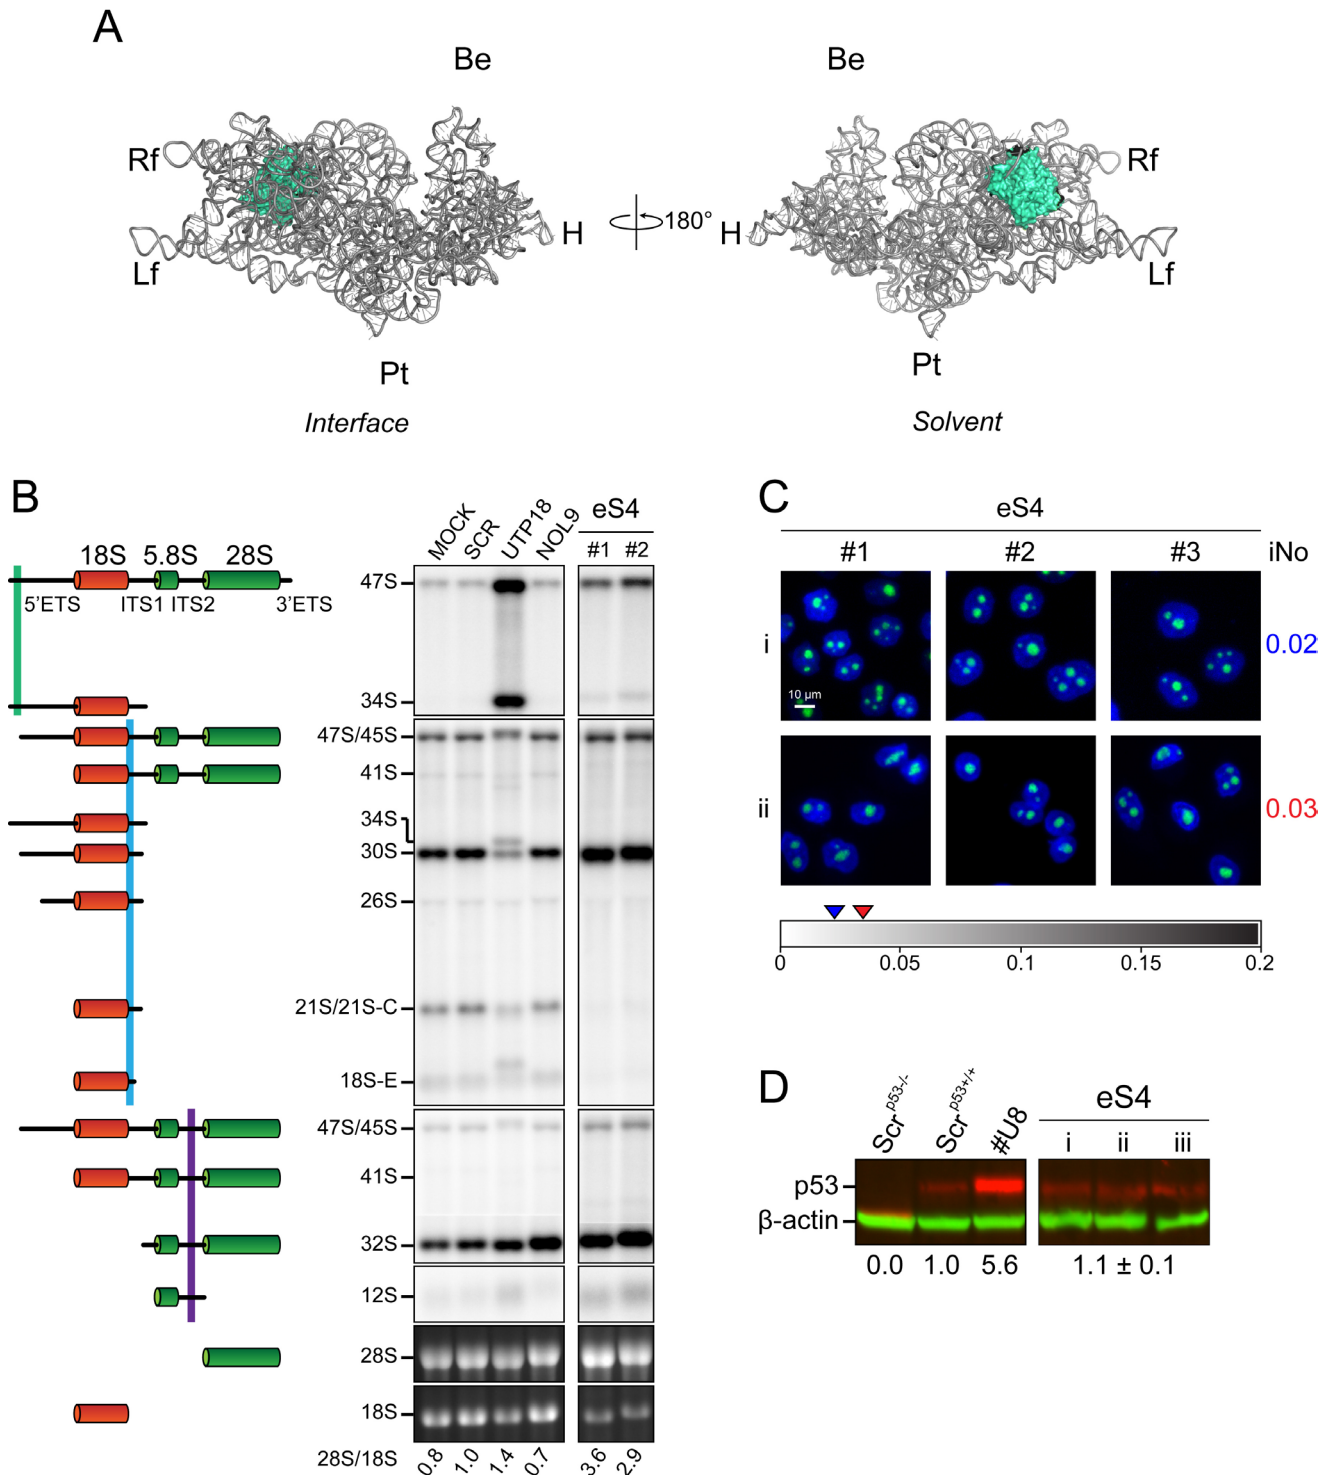 A
Be
Be
Rf
Rf
H
180°
H
Lf
Lf
Pt
Pt
Interface
Solvent
B
MOCK
SCR
UTP18
NOL9
eS4
#1
#2
18S
5.8S
28S
5'ETS
ITS1
ITS2
3'ETS
47S
34S
47S/45S
41S
34S
30S
26S
21S/21S-C
18S-E
47S/45S
41S
32S
12S
28S
18S
28S/18S
0.8
1.0
1.4
0.7
3.6
2.9
C
eS4
#1
#2
#3
iNo
i
10 µm
0.02
ii
0.03
0
0.05
0.1
0.15
0.2
D
Scr p53-/-
Scr p53+/+
#U8
eS4
i
ii
iii
p53
β-actin
0.0
1.0
5.6
1.1 ± 0.1